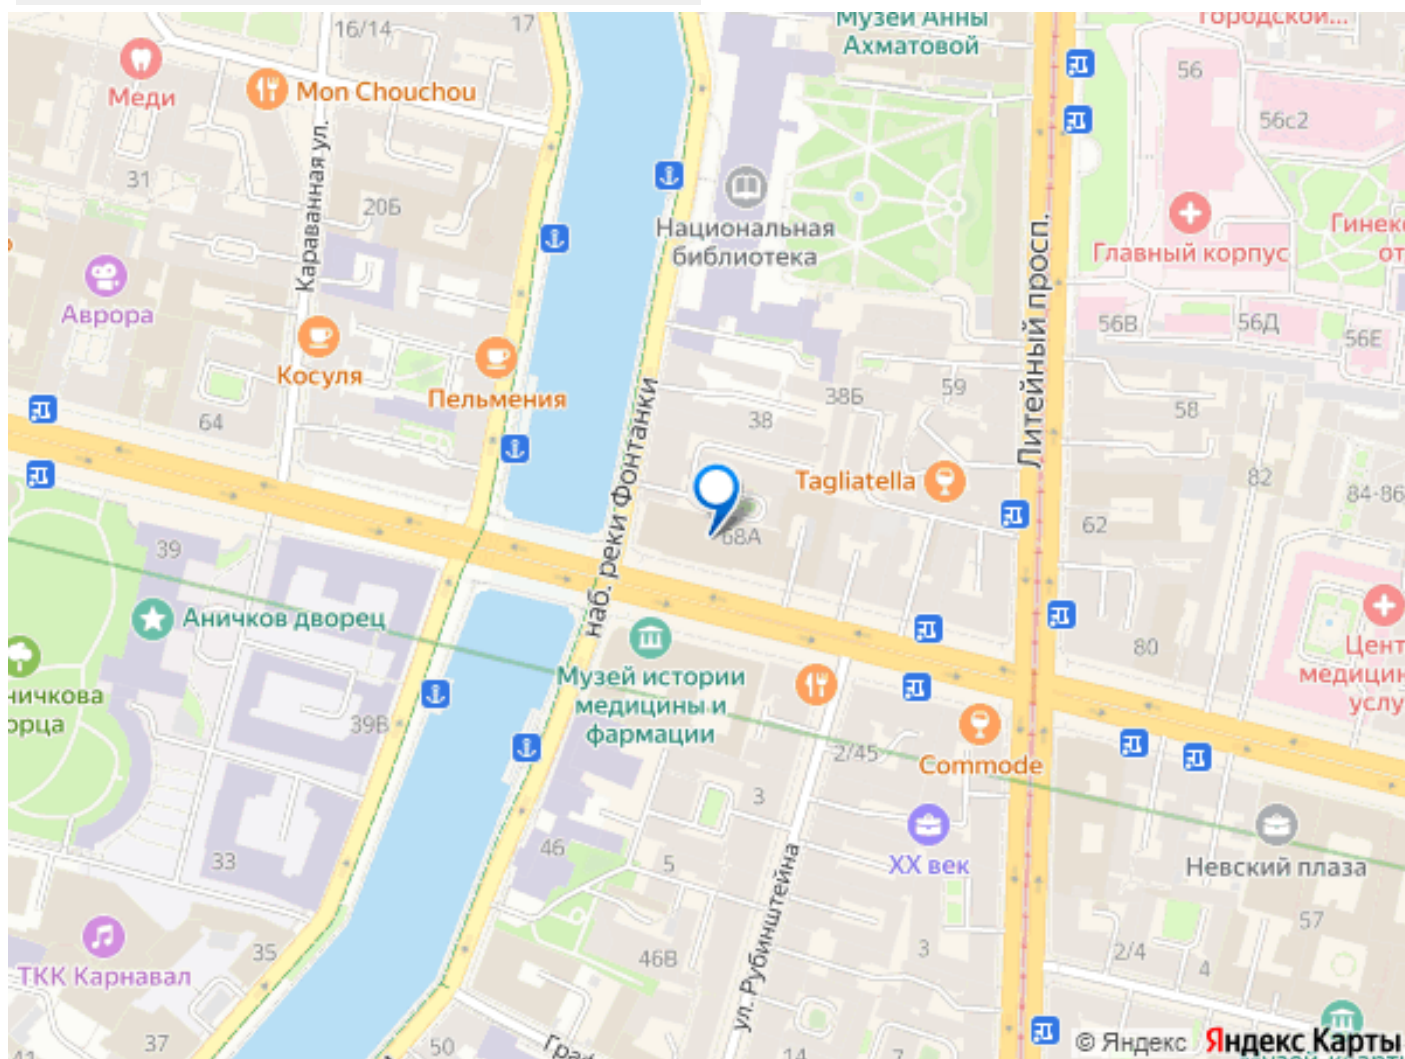 16/14
17
Музей Анны
Ахматовой
Городской...
Меди
Mon Chouchou
56
56с2
31
Караванная ул.
20Б
Национальная
библиотека
Главный корпус
Гинек
от
Аврора
Литейный просп.
56В
56Д
56Е
Косуля
Пельмения
64
наб. реки Фонтанки
38
38Б
59
58
Tagliatella
82
84-86
68А
62
39
Аничков дворец
Музей истории
медицины и
фармации
80
Цент
медицин
услу
ничкова
орца
39В
2/45
Commode
3
ХХ век
Невский плаза
33
46
5
ул. Рубинштейна
57
ТКК Карнавал
35
46В
3
2/4
4
37
50
Граф
14
© Яндекс
Яндекс Карты